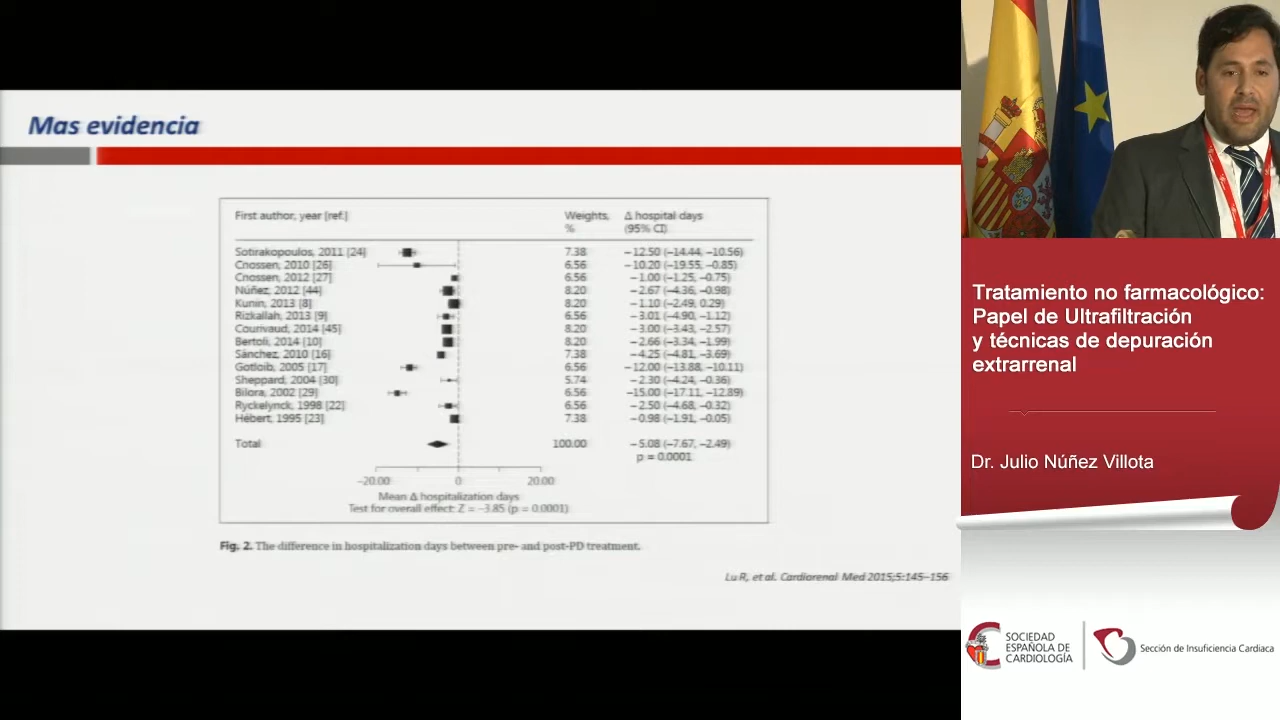 Mas evidencia
First author, year [ref.] Weights, % Δ hospital days (95% CI)
Sotirakopoulos, 2011 [24] 7.38 −12.50 (−14.44, −10.56)
Cnossen, 2010 [26] 6.56 −10.20 (−19.55, −0.85)
Cnossen, 2012 [27] 6.56 −1.00 (−1.25, −0.75)
Núñez, 2012 [44] 8.20 −2.67 (−4.36, −0.98)
Kunin, 2013 [8] 8.20 −1.10 (−2.49, 0.29)
Rizkallah, 2013 [9] 6.56 −3.01 (−4.90, −1.12)
Courivaud, 2014 [45] 8.20 −3.00 (−3.43, −2.57)
Bertoli, 2014 [10] 8.20 −2.66 (−3.34, −1.99)
Sánchez, 2010 [16] 7.38 −4.25 (−4.81, −3.69)
Gotloib, 2005 [17] 6.56 −12.00 (−13.88, −10.11)
Sheppard, 2004 [30] 5.74 −2.30 (−4.24, −0.36)
Bilora, 2002 [29] 6.56 −15.00 (−17.11, −12.89)
Ryckelynck, 1998 [22] 6.56 −2.50 (−4.68, −0.32)
Hébert, 1995 [23] 7.38 −0.98 (−1.91, −0.05)
Total 100.00 −5.08 (−7.67, −2.49)
p = 0.0001
−20.00 0 20.00
Mean Δ hospitalization days
Test for overall effect: Z = −3.85 (p = 0.0001)
Fig. 2. The difference in hospitalization days between pre- and post-PD treatment.
Lu R, et al. Cardiorenal Med 2015;5:145–156
Tratamiento no farmacológico:
Papel de Ultrafiltración
y técnicas de depuración
extrarrenal
Dr. Julio Núñez Villota
SOCIEDAD
ESPAÑOLA DE
CARDIOLOGÍA
Sección de Insuficiencia Cardiaca